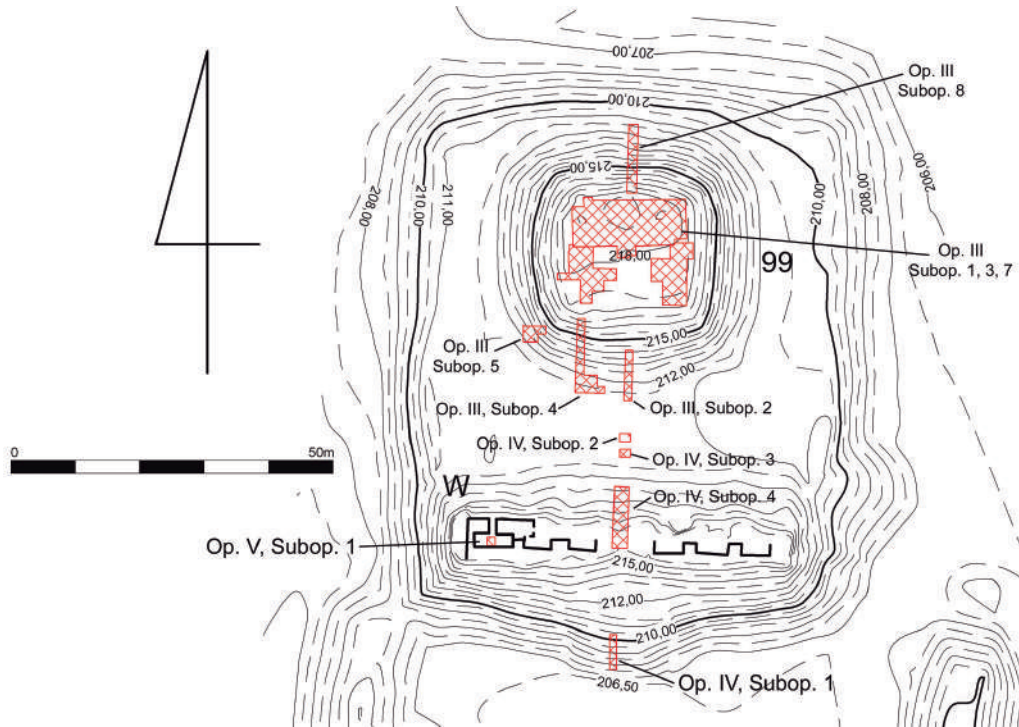 207,00
Op. III
Subop. 8
210,00
215,00
208,00
210,00
211,00
210,00
208,00
206,00
218,00
99
Op. III
Subop. 1, 3, 7
215,00
Op. III
Subop. 5
212,00
Op. III, Subop. 4
Op. III, Subop. 2
Op. IV, Subop. 2
Op. IV, Subop. 3
0
50m
W
Op. IV, Subop. 4
Op. V, Subop. 1
215,00
212,00
210,00
206,50
Op. IV, Subop. 1